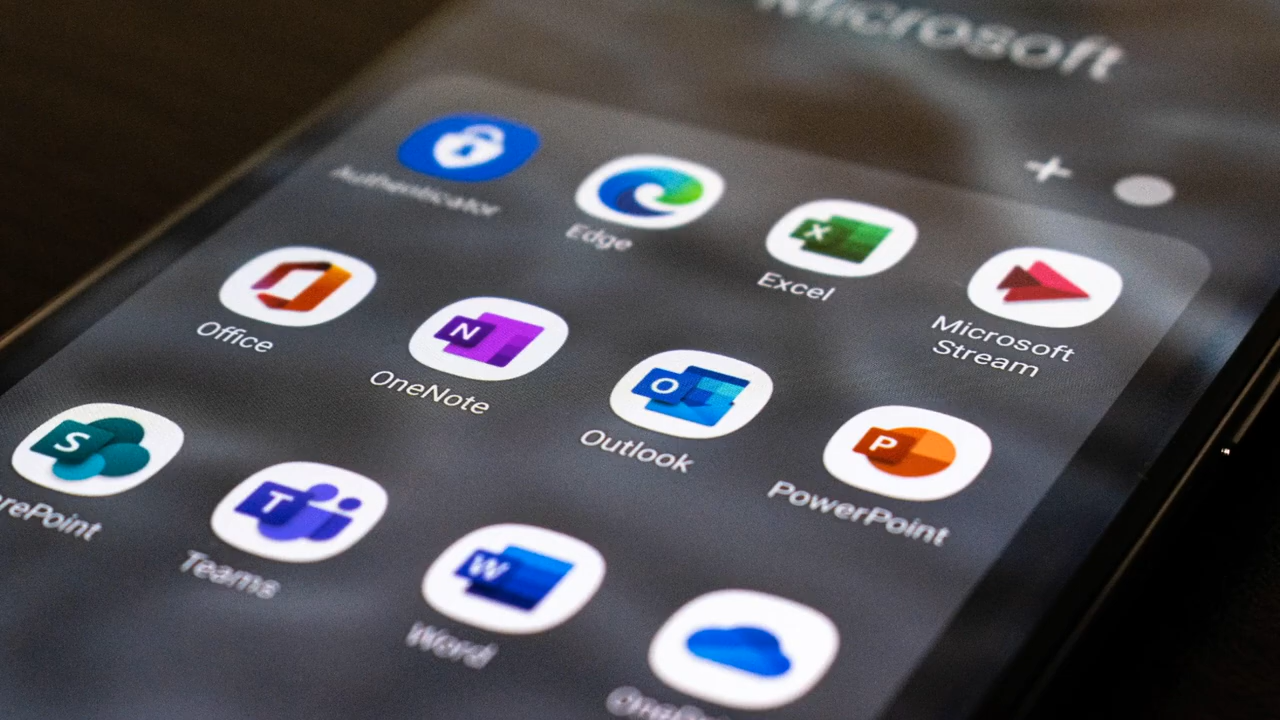 Microsoft
Authenticator
Edge
Excel
Microsoft
Stream
Office
OneNote
Outlook
PowerPoint
rePoint
Teams
Word